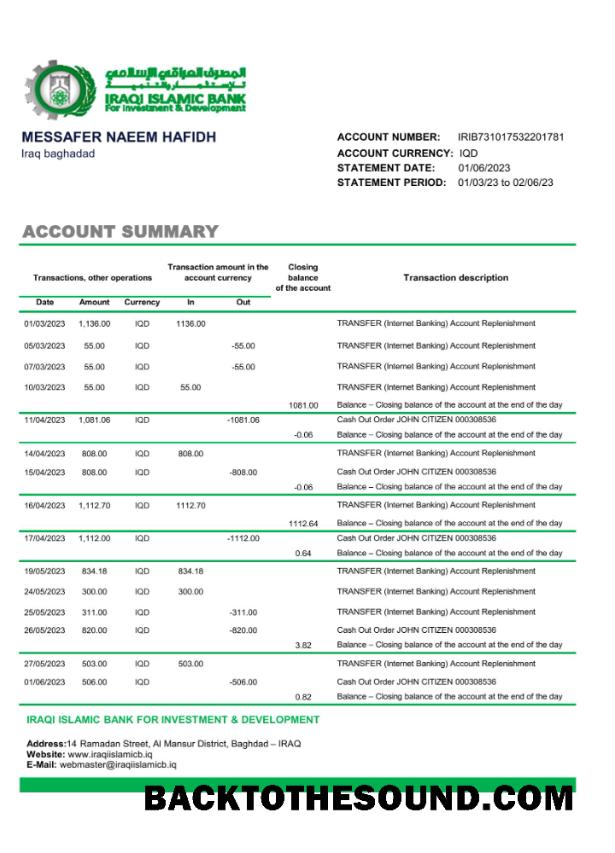 المصرف العراقي الإسلامي
للإستثمار والتنمية
IRAQI ISLAMIC BANK
For Investment & Development
MESSAFER NAEEM HAFIDH
Iraq baghadad
ACCOUNT NUMBER: IRIB731017532201781
ACCOUNT CURRENCY: IQD
STATEMENT DATE: 01/06/2023
STATEMENT PERIOD: 01/03/23 to 02/06/23
ACCOUNT SUMMARY
Transactions, other operations
Transaction amount in the account currency
Closing balance of the account
Transaction description
Date Amount Currency In Out
01/03/2023 1,136.00 IQD 1136.00 TRANSFER (Internet Banking) Account Replenishment
05/03/2023 55.00 IQD -55.00 TRANSFER (Internet Banking) Account Replenishment
07/03/2023 55.00 IQD -55.00 TRANSFER (Internet Banking) Account Replenishment
10/03/2023 55.00 IQD 55.00 TRANSFER (Internet Banking) Account Replenishment
1081.00 Balance – Closing balance of the account at the end of the day
11/04/2023 1,081.06 IQD -1081.06 Cash Out Order JOHN CITIZEN 000308536
-0.06 Balance – Closing balance of the account at the end of the day
14/04/2023 808.00 IQD 808.00 TRANSFER (Internet Banking) Account Replenishment
15/04/2023 808.00 IQD -808.00 Cash Out Order JOHN CITIZEN 000308536
-0.06 Balance – Closing balance of the account at the end of the day
16/04/2023 1,112.70 IQD 1112.70 TRANSFER (Internet Banking) Account Replenishment
1112.64 Balance – Closing balance of the account at the end of the day
17/04/2023 1,112.00 IQD -1112.00 Cash Out Order JOHN CITIZEN 000308536
0.64 Balance – Closing balance of the account at the end of the day
19/05/2023 834.18 IQD 834.18 TRANSFER (Internet Banking) Account Replenishment
24/05/2023 300.00 IQD 300.00 TRANSFER (Internet Banking) Account Replenishment
25/05/2023 311.00 IQD -311.00 TRANSFER (Internet Banking) Account Replenishment
26/05/2023 820.00 IQD -820.00 Cash Out Order JOHN CITIZEN 000308536
3.82 Balance – Closing balance of the account at the end of the day
27/05/2023 503.00 IQD 503.00 TRANSFER (Internet Banking) Account Replenishment
01/06/2023 506.00 IQD -506.00 Cash Out Order JOHN CITIZEN 000308536
0.82 Balance – Closing balance of the account at the end of the day
IRAQI ISLAMIC BANK FOR INVESTMENT & DEVELOPMENT
Address:14 Ramadan Street, Al Mansur District, Baghdad – IRAQ
Website: www.iraqiislamicb.iq
E-Mail: webmaster@iraqiislamicb.iq
BACKTOTHESOUND.COM